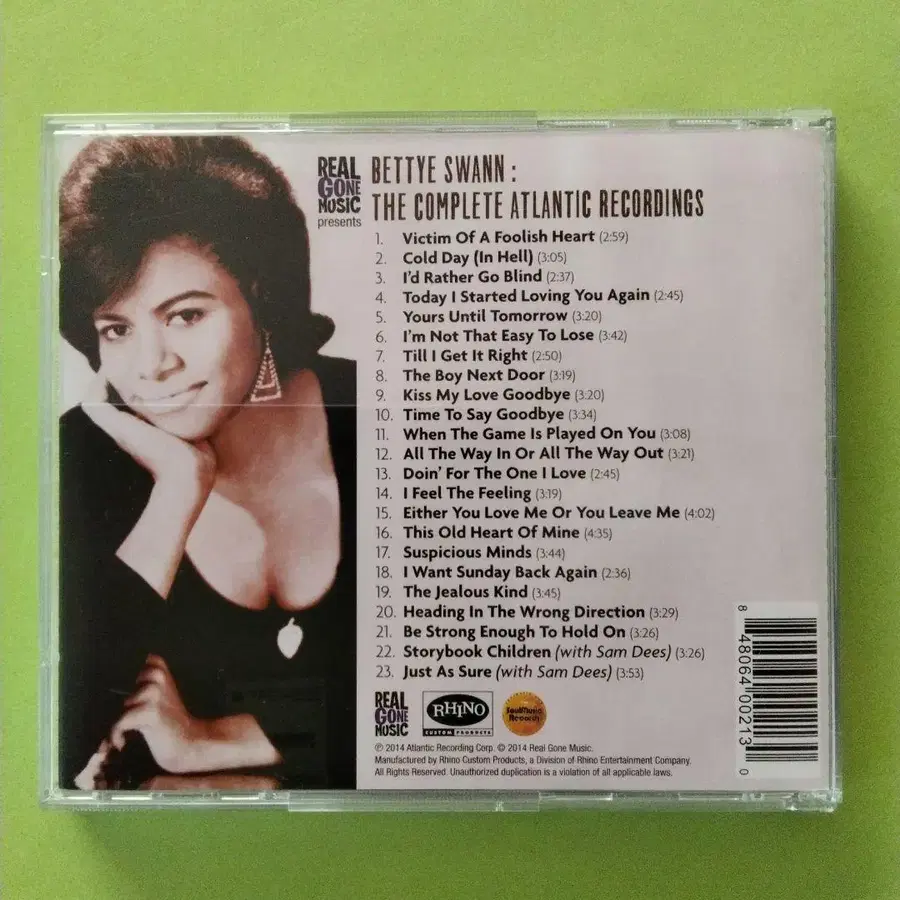 REAL
GONE
MUSIC
presents
BETTYE SWANN :
THE COMPLETE ATLANTIC RECORDINGS
1. Victim Of A Foolish Heart (2:59)
2. Cold Day (In Hell) (3:05)
3. I'd Rather Go Blind (2:37)
4. Today I Started Loving You Again (2:45)
5. Yours Until Tomorrow (3:20)
6. I'm Not That Easy To Lose (3:42)
7. Till I Get It Right (2:50)
8. The Boy Next Door (3:19)
9. Kiss My Love Goodbye (3:20)
10. Time To Say Goodbye (3:34)
11. When The Game Is Played On You (3:08)
12. All The Way In Or All The Way Out (3:21)
13. Doin' For The One I Love (2:45)
14. I Feel The Feeling (3:19)
15. Either You Love Me Or You Leave Me (4:02)
16. This Old Heart Of Mine (4:35)
17. Suspicious Minds (3:44)
18. I Want Sunday Back Again (2:36)
19. The Jealous Kind (3:45)
20. Heading In The Wrong Direction (3:29)
21. Be Strong Enough To Hold On (3:26)
22. Storybook Children (with Sam Dees) (3:26)
23. Just As Sure (with Sam Dees) (3:53)
REAL
GONE
MUSIC
RHINO
CUSTOM PRODUCTS
SoulMusic
Records
℗ 2014 Atlantic Recording Corp. © 2014 Real Gone Music.
Manufactured by Rhino Custom Products, a Division of Rhino Entertainment Company.
All Rights Reserved. Unauthorized duplication is a violation of all applicable laws.
8 48064 00213 0